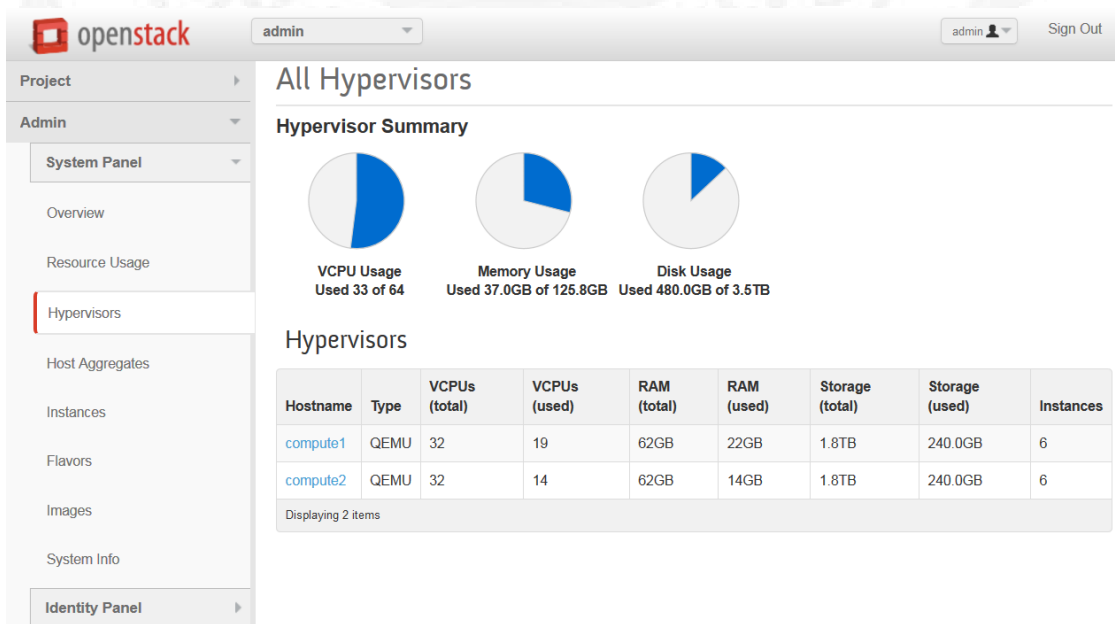 openstack
admin
admin
Sign Out
Project
Admin
System Panel
Overview
Resource Usage
Hypervisors
Host Aggregates
Instances
Flavors
Images
System Info
Identity Panel
All Hypervisors
Hypervisor Summary
VCPU Usage
Used 33 of 64
Memory Usage
Used 37.0GB of 125.8GB
Disk Usage
Used 480.0GB of 3.5TB
Hypervisors
Hostname Type VCPUs (total) VCPUs (used) RAM (total) RAM (used) Storage (total) Storage (used) Instances
compute1 QEMU 32 19 62GB 22GB 1.8TB 240.0GB 6
compute2 QEMU 32 14 62GB 14GB 1.8TB 240.0GB 6
Displaying 2 items